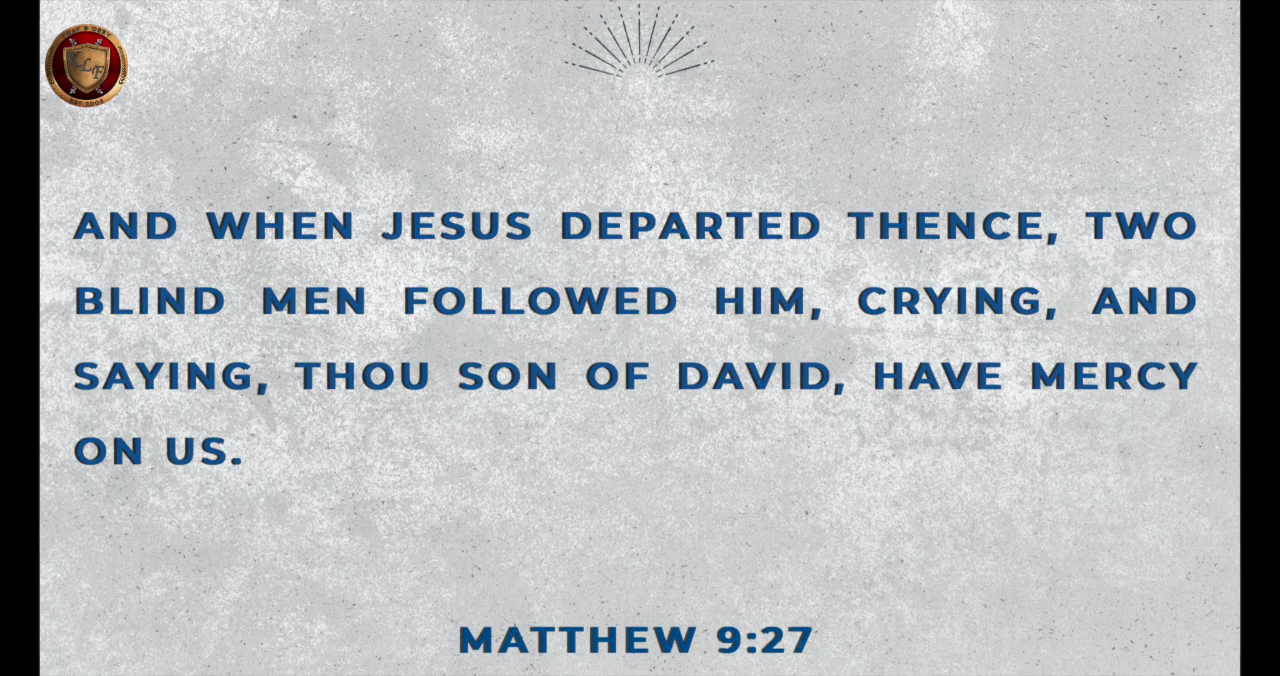 AND WHEN JESUS DEPARTED THENCE, TWO
BLIND MEN FOLLOWED HIM, CRYING, AND
SAYING, THOU SON OF DAVID, HAVE MERCY
ON US.
MATTHEW 9:27